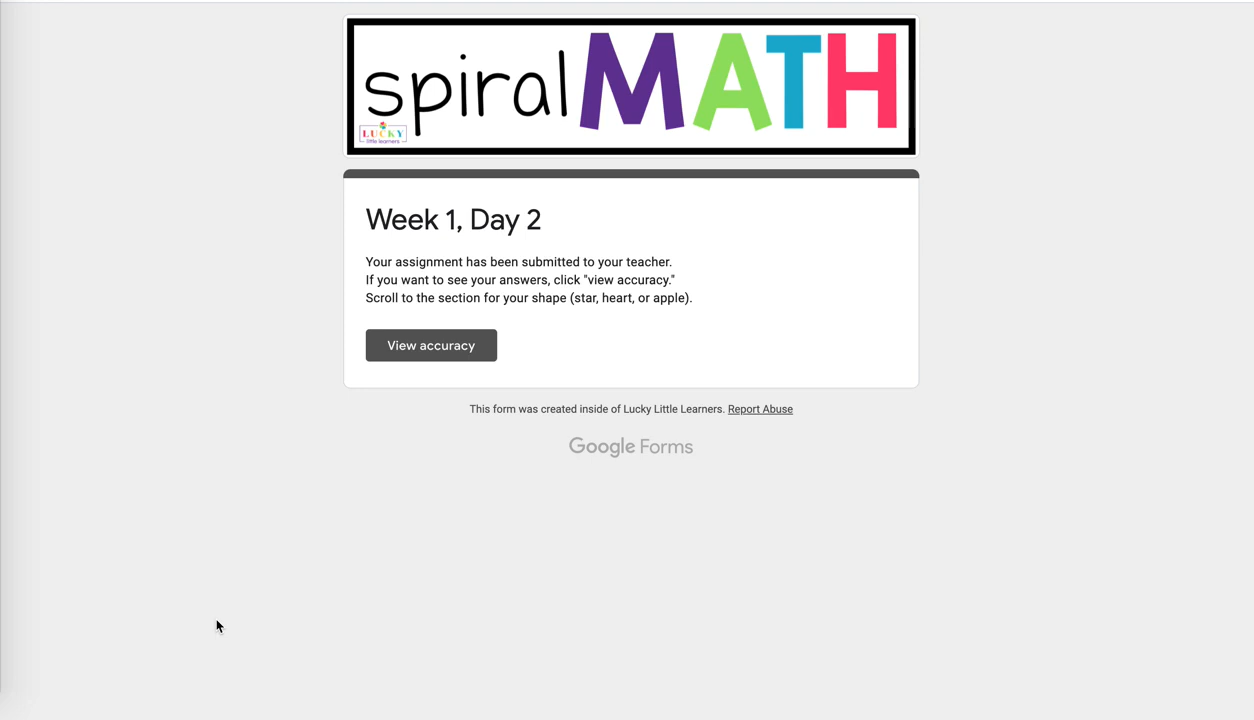 spiral MATH
LUCKY
little learners
Week 1, Day 2
Your assignment has been submitted to your teacher.
If you want to see your answers, click "view accuracy."
Scroll to the section for your shape (star, heart, or apple).
View accuracy
This form was created inside of Lucky Little Learners. Report Abuse
Google Forms